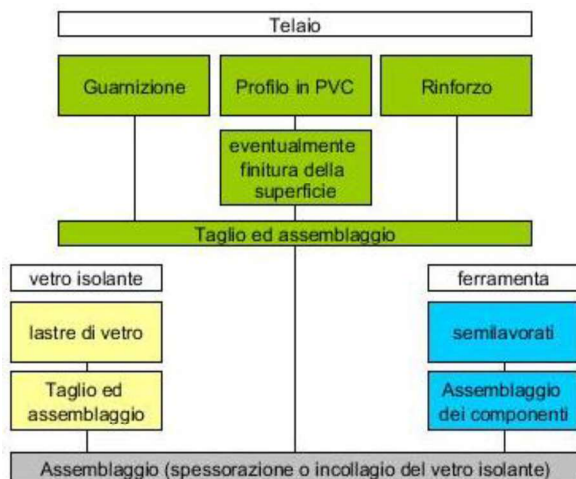 Telaio
Guarnizione
Profilo in PVC
Rinforzo
eventualmente
finitura della
superficie
Taglio ed assemblaggio
vetro isolante
ferramenta
lastre di vetro
semilavorati
Taglio ed
assemblaggio
Assemblaggio
dei componenti
Assemblaggio (spessorazione o incollagio del vetro isolante)